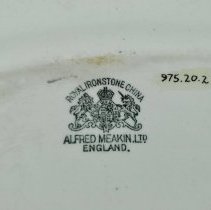 ROYAL IRONSTONE CHINA
ALFRED MEAKIN. LTD
ENGLAND.
975.20.2